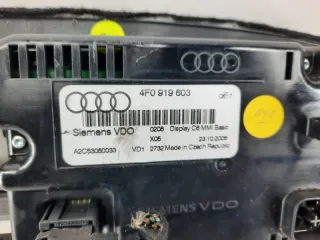 4F0 919 603
Siemens VDO
0206 Display C6 MMI Basic
X05
23.10.2006
A2C53080033
VD1 2732 Made in Czech Republic
SIEMENS VDO